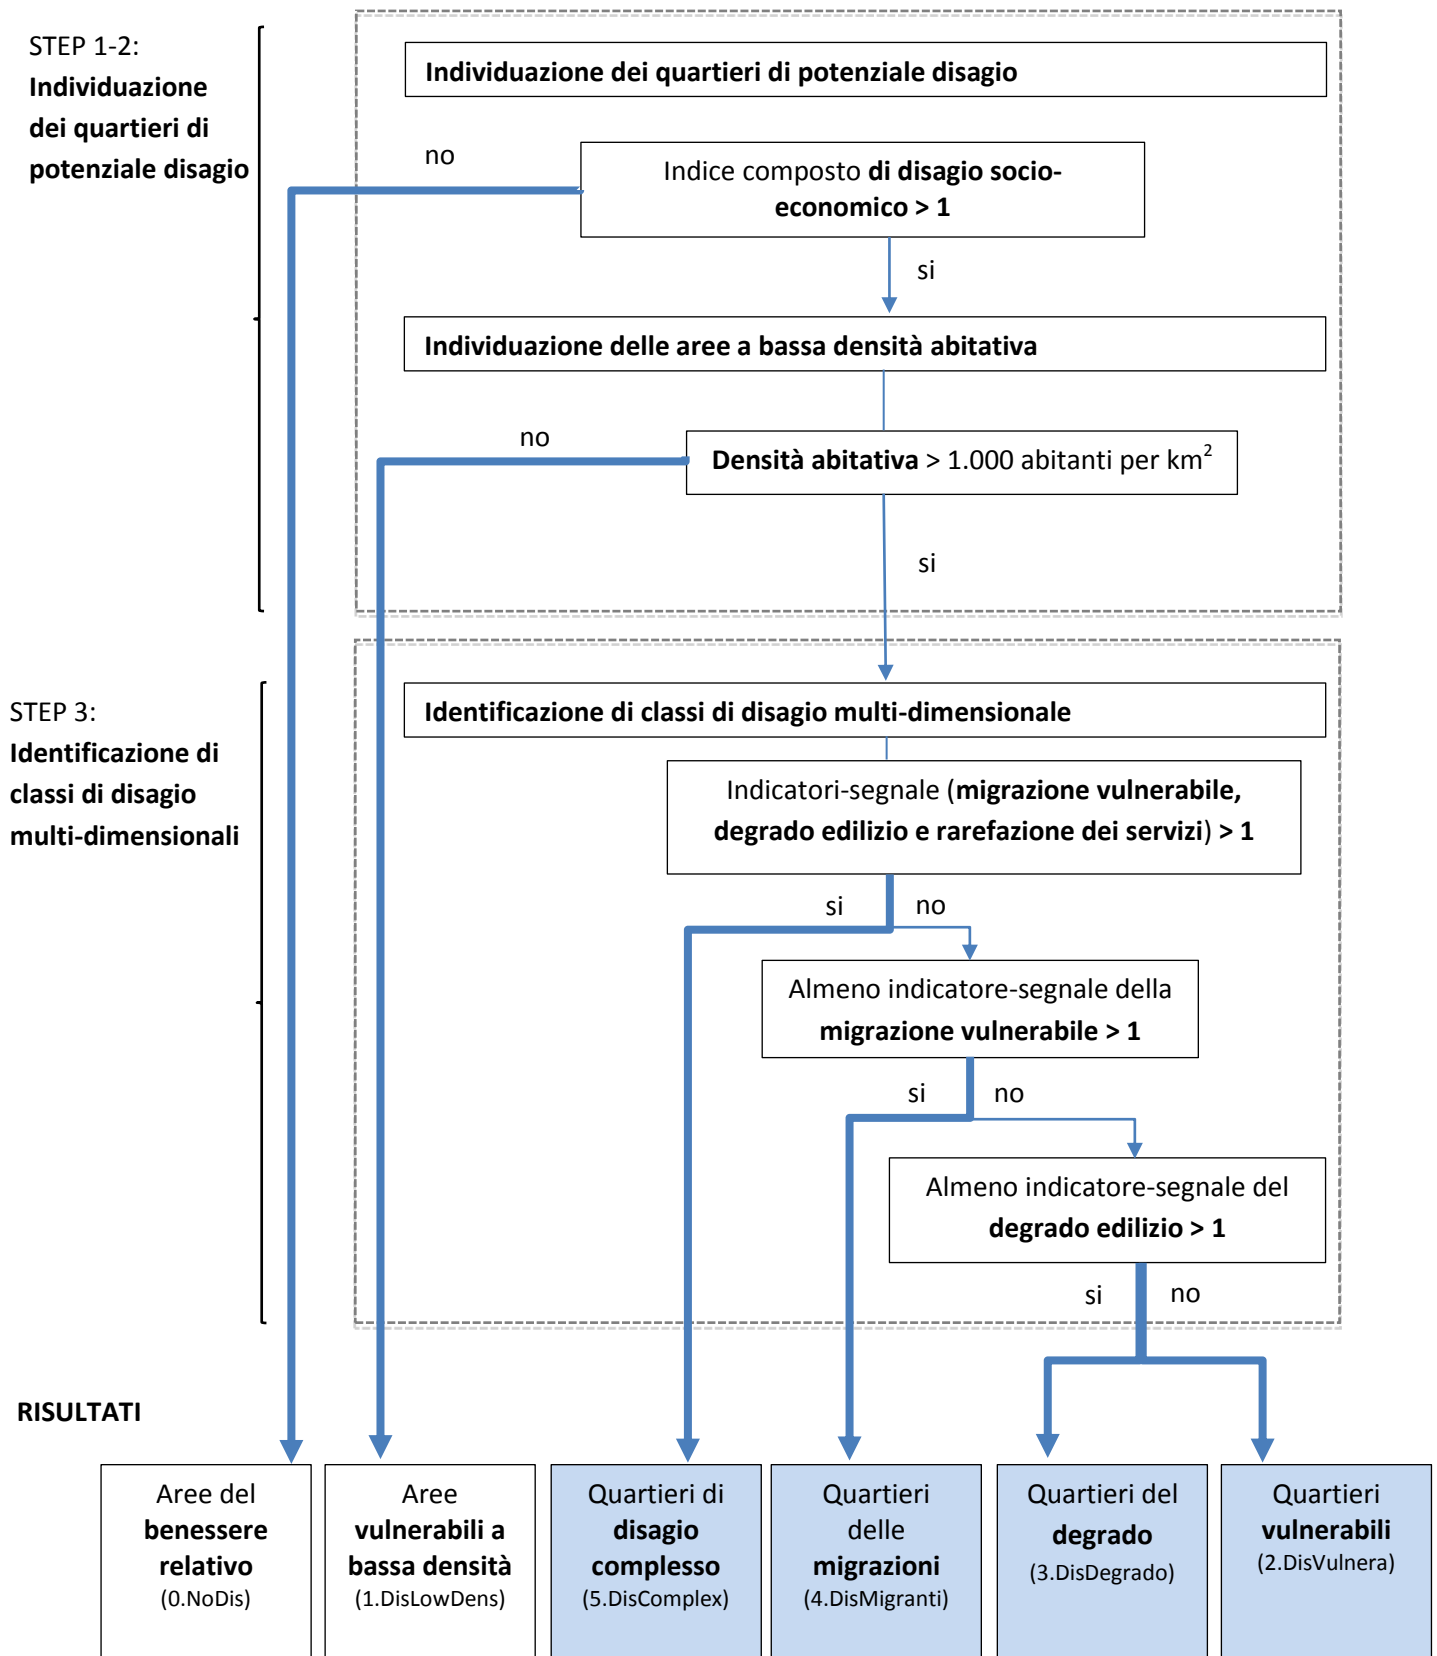 STEP 1-2:
Individuazione
dei quartieri di
potenziale disagio
Individuazione dei quartieri di potenziale disagio
no
Indice composto di disagio socio-
economico > 1
si
Individuazione delle aree a bassa densità abitativa
no
Densità abitativa > 1.000 abitanti per km²
si
STEP 3:
Identificazione di
classi di disagio
multi-dimensionali
Identificazione di classi di disagio multi-dimensionale
Indicatori-segnale (migrazione vulnerabile,
degrado edilizio e rarefazione dei servizi) > 1
si
no
Almeno indicatore-segnale della
migrazione vulnerabile > 1
si
no
Almeno indicatore-segnale del
degrado edilizio > 1
si
no
RISULTATI
Aree del
benessere
relativo
(0.NoDis)
Aree
vulnerabili a
bassa densità
(1.DisLowDens)
Quartieri di
disagio
complesso
(5.DisComplex)
Quartieri
delle
migrazioni
(4.DisMigranti)
Quartieri del
degrado
(3.DisDegrado)
Quartieri
vulnerabili
(2.DisVulnera)